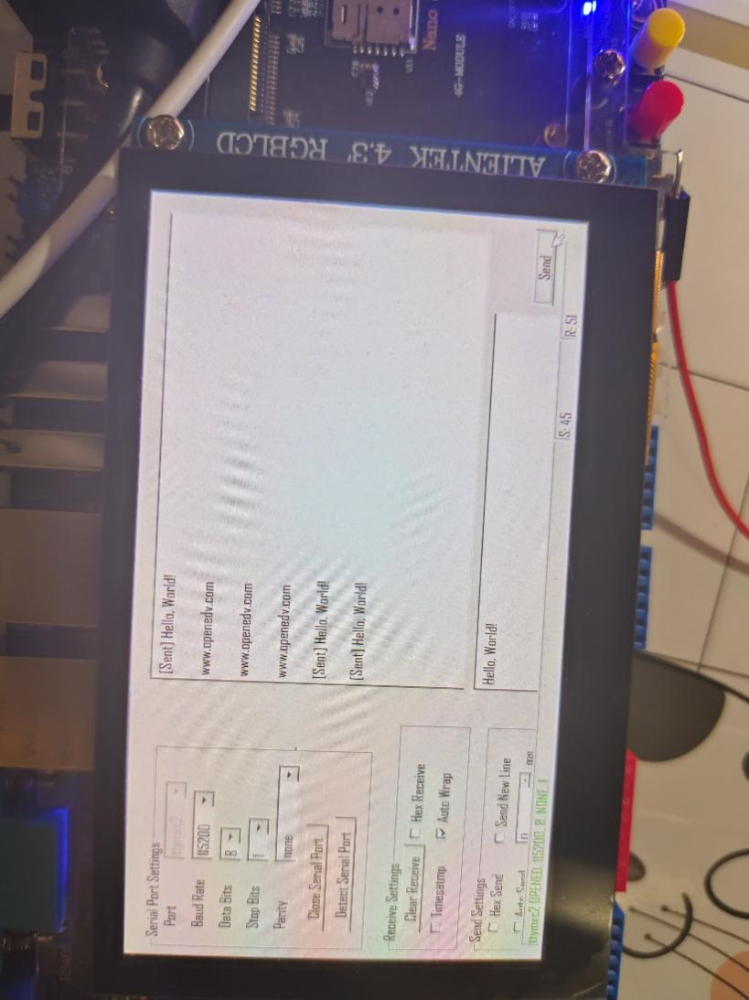 Nano
4G-MODULE
ALIENTEK 4.3' RGBLCD
Serial Port Settings
Port ttymxc2
Baud Rate 115200
Data Bits 8
Stop Bits 1
Parity none
Close Serial Port
Detect Serial Port
Receive Settings
Clear Receive Hex Receive
Timesatmp Auto Wrap
Send Settings
Hex Send Send New Line
Auto Send ms
ttymxc2 OPENED, 115200, 8, NONE, 1
[Sent] Hello, World!
www.openedv.com
www.openedv.com
www.openedv.com
[Sent] Hello, World!
[Sent] Hello, World!
Hello, World!
Send
S: 45
R: 51